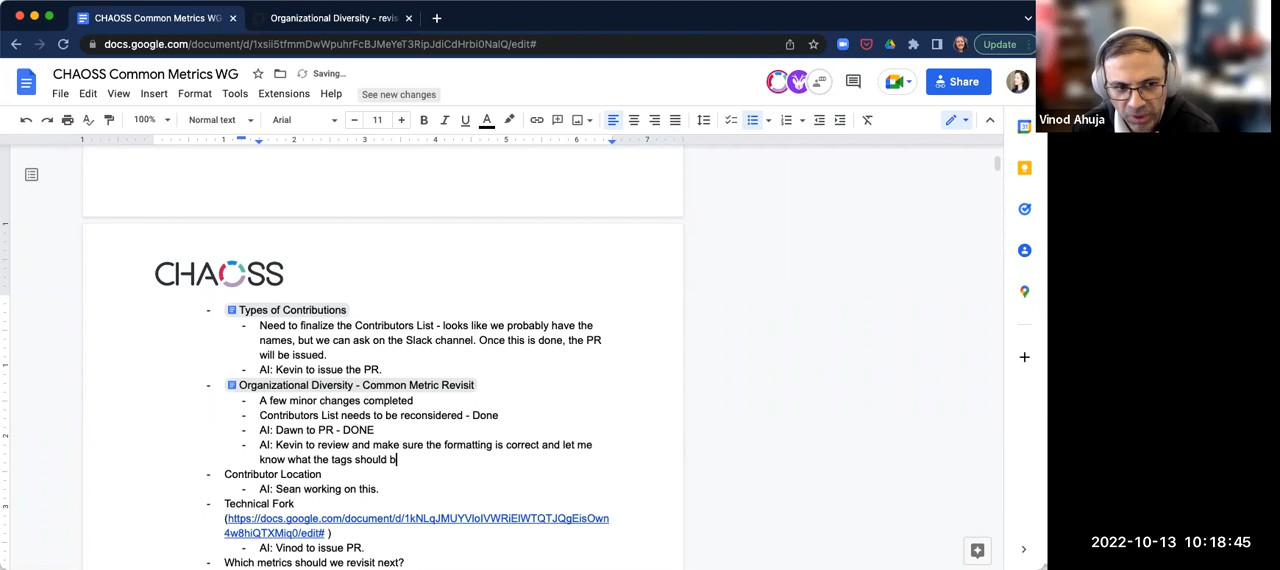 CHAOSS Common Metrics WG
Organizational Diversity - revis
docs.google.com/document/d/1xsii5tfmmDwWpuhrFcBJMeYeT3RipJdiCdHrbi0NalQ/edit#
Update
CHAOSS Common Metrics WG
Saving...
File Edit View Insert Format Tools Extensions Help
See new changes
Share
100%
Normal text
Arial
11
Vinod Ahuja
CHAOSS
- Types of Contributions
- Need to finalize the Contributors List - looks like we probably have the
names, but we can ask on the Slack channel. Once this is done, the PR
will be issued.
- AI: Kevin to issue the PR.
- Organizational Diversity - Common Metric Revisit
- A few minor changes completed
- Contributors List needs to be reconsidered - Done
- AI: Dawn to PR - DONE
- AI: Kevin to review and make sure the formatting is correct and let me
know what the tags should b
- Contributor Location
- AI: Sean working on this.
- Technical Fork
(https://docs.google.com/document/d/1kNLqJMUYVIoIVWRiEIWTQTJQgEisOwn
4w8hiQTXMiq0/edit# )
- AI: Vinod to issue PR.
- Which metrics should we revisit next?
2022-10-13 10:18:45